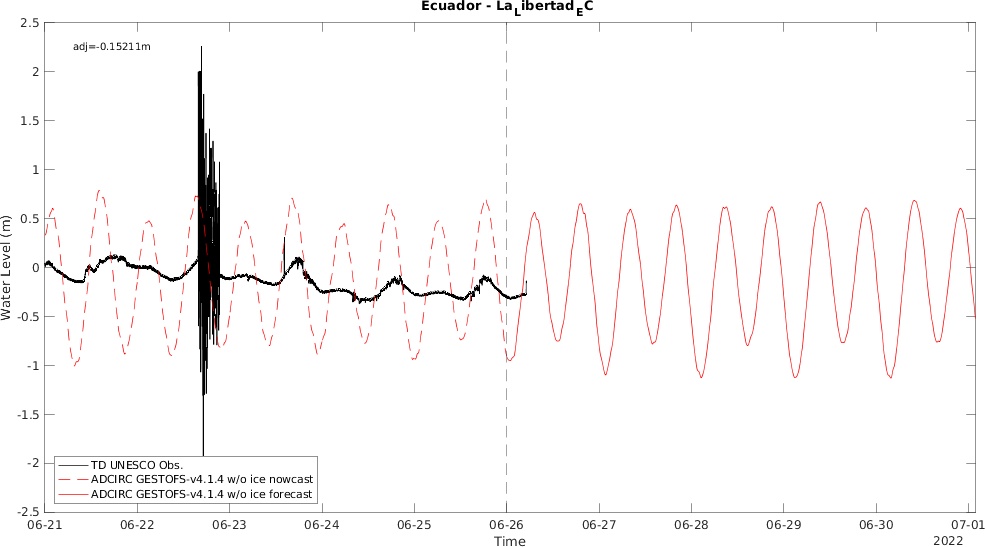 Ecuador - LaLibertadEC
adj=-0.15211m
2.5
2
1.5
1
0.5
0
-0.5
-1
-1.5
-2
-2.5
Water Level (m)
TD UNESCO Obs.
ADCIRC GESTOFS-v4.1.4 w/o ice nowcast
ADCIRC GESTOFS-v4.1.4 w/o ice forecast
06-21 06-22 06-23 06-24 06-25 06-26 06-27 06-28 06-29 06-30 07-01
Time
2022